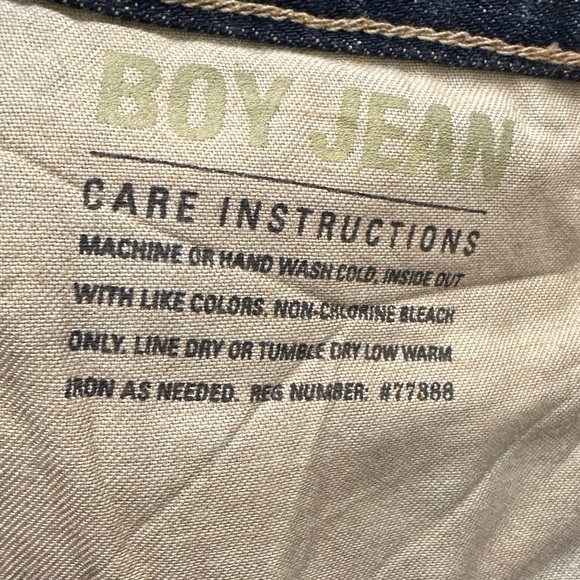 BOY JEAN
CARE INSTRUCTIONS
MACHINE OR HAND WASH COLD, INSIDE OUT
WITH LIKE COLORS. NON-CHLORINE BLEACH
ONLY. LINE DRY OR TUMBLE DRY LOW WARM
IRON AS NEEDED. REG NUMBER: #77388